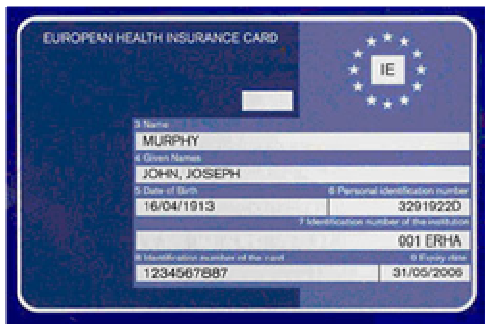 EUROPEAN HEALTH INSURANCE CARD
IE
3 Name
MURPHY
4 Given Names
JOHN, JOSEPH
5 Date of Birth 6 Personal identification number
16/04/1913 3291922D
7 Identification number of the institution
001 ERHA
8 Identification number of the card 9 Expiry date
1234567887 31/05/2006